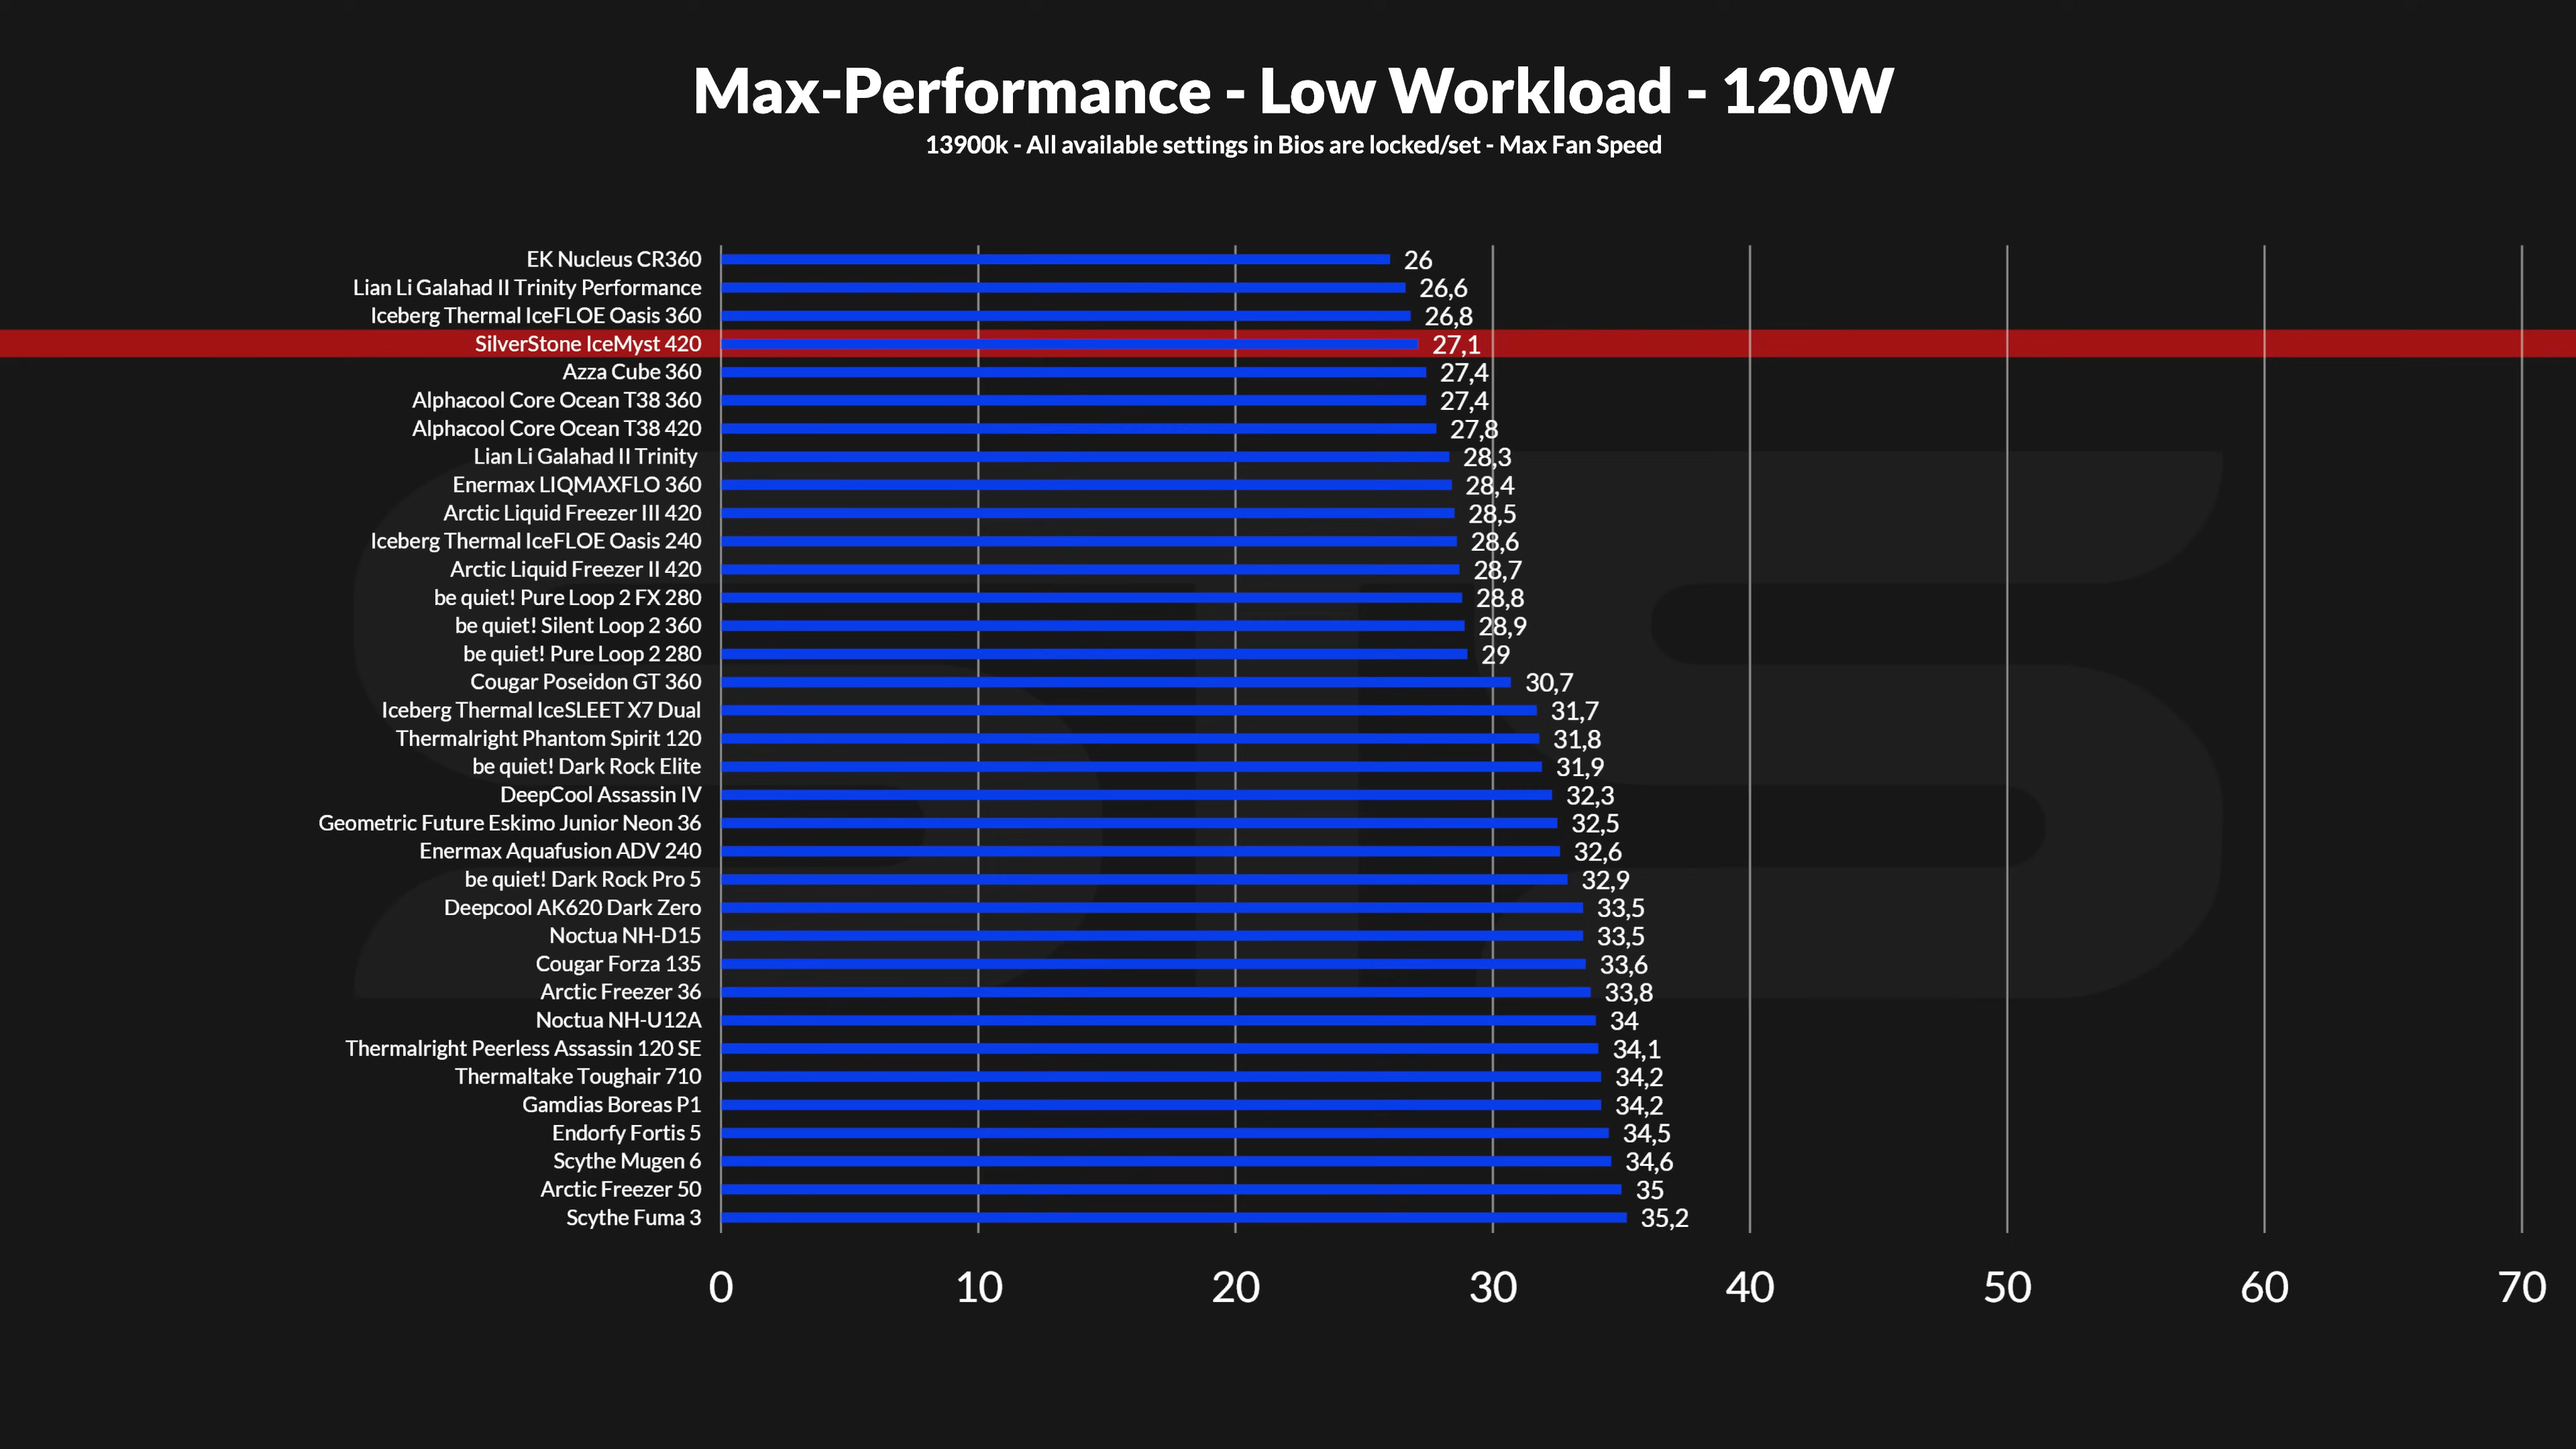 Max-Performance - Low Workload - 120W
13900k - All available settings in Bios are locked/set - Max Fan Speed
EK Nucleus CR360 26
Lian Li Galahad II Trinity Performance 26,6
Iceberg Thermal IceFLOE Oasis 360 26,8
SilverStone IceMyst 420 27,1
Azza Cube 360 27,4
Alphacool Core Ocean T38 360 27,4
Alphacool Core Ocean T38 420 27,8
Lian Li Galahad II Trinity 28,3
Enermax LIQMAXFLO 360 28,4
Arctic Liquid Freezer III 420 28,5
Iceberg Thermal IceFLOE Oasis 240 28,6
Arctic Liquid Freezer II 420 28,7
be quiet! Pure Loop 2 FX 280 28,8
be quiet! Silent Loop 2 360 28,9
be quiet! Pure Loop 2 280 29
Cougar Poseidon GT 360 30,7
Iceberg Thermal IceSLEET X7 Dual 31,7
Thermalright Phantom Spirit 120 31,8
be quiet! Dark Rock Elite 31,9
DeepCool Assassin IV 32,3
Geometric Future Eskimo Junior Neon 36 32,5
Enermax Aquafusion ADV 240 32,6
be quiet! Dark Rock Pro 5 32,9
Deepcool AK620 Dark Zero 33,5
Noctua NH-D15 33,5
Cougar Forza 135 33,6
Arctic Freezer 36 33,8
Noctua NH-U12A 34
Thermalright Peerless Assassin 120 SE 34,1
Thermaltake Toughair 710 34,2
Gamdias Boreas P1 34,2
Endorfy Fortis 5 34,5
Scythe Mugen 6 34,6
Arctic Freezer 50 35
Scythe Fuma 3 35,2
0 10 20 30 40 50 60 70